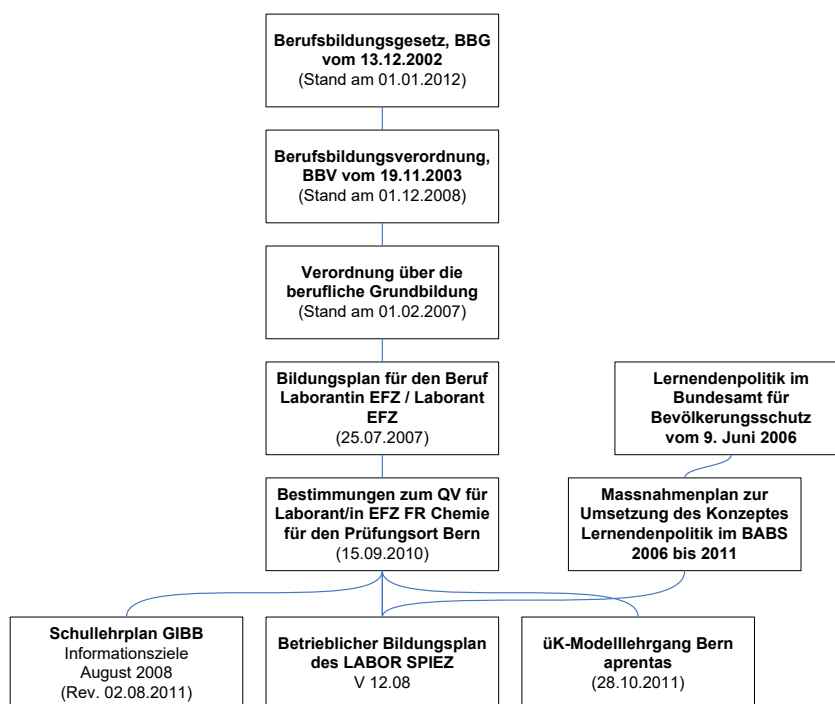 Berufsbildungsgesetz, BBG
vom 13.12.2002
(Stand am 01.01.2012)
Berufsbildungsverordnung,
BBV vom 19.11.2003
(Stand am 01.12.2008)
Verordnung über die
berufliche Grundbildung
(Stand am 01.02.2007)
Bildungsplan für den Beruf
Laborantin EFZ / Laborant
EFZ
(25.07.2007)
Lernendenpolitik im
Bundesamt für
Bevölkerungsschutz
vom 9. Juni 2006
Bestimmungen zum QV für
Laborant/in EFZ FR Chemie
für den Prüfungsort Bern
(15.09.2010)
Massnahmenplan zur
Umsetzung des Konzeptes
Lernendenpolitik im BABS
2006 bis 2011
Schullehrplan GIBB
Informationsziele
August 2008
(Rev. 02.08.2011)
Betrieblicher Bildungsplan
des LABOR SPIEZ
V 12.08
üK-Modelllehrgang Bern
aprentas
(28.10.2011)